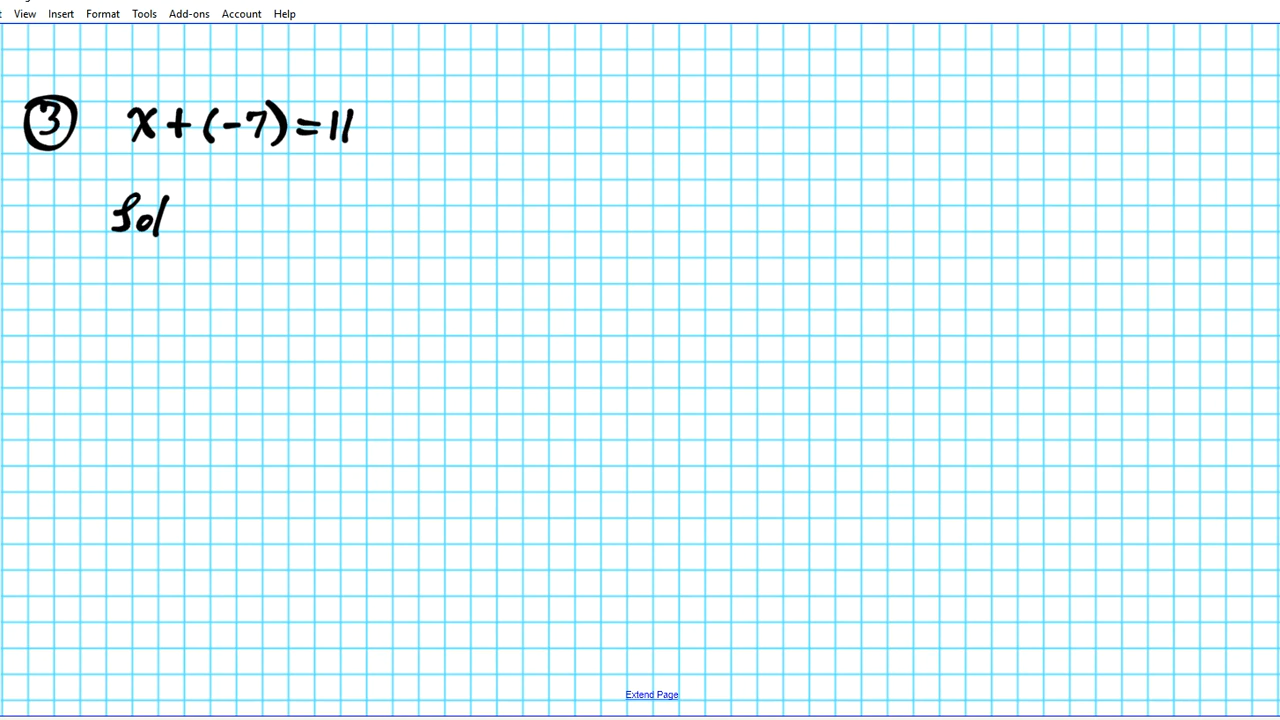 View Insert Format Tools Add-ons Account Help
3 x + (-7) = 11
Sol
Extend Page